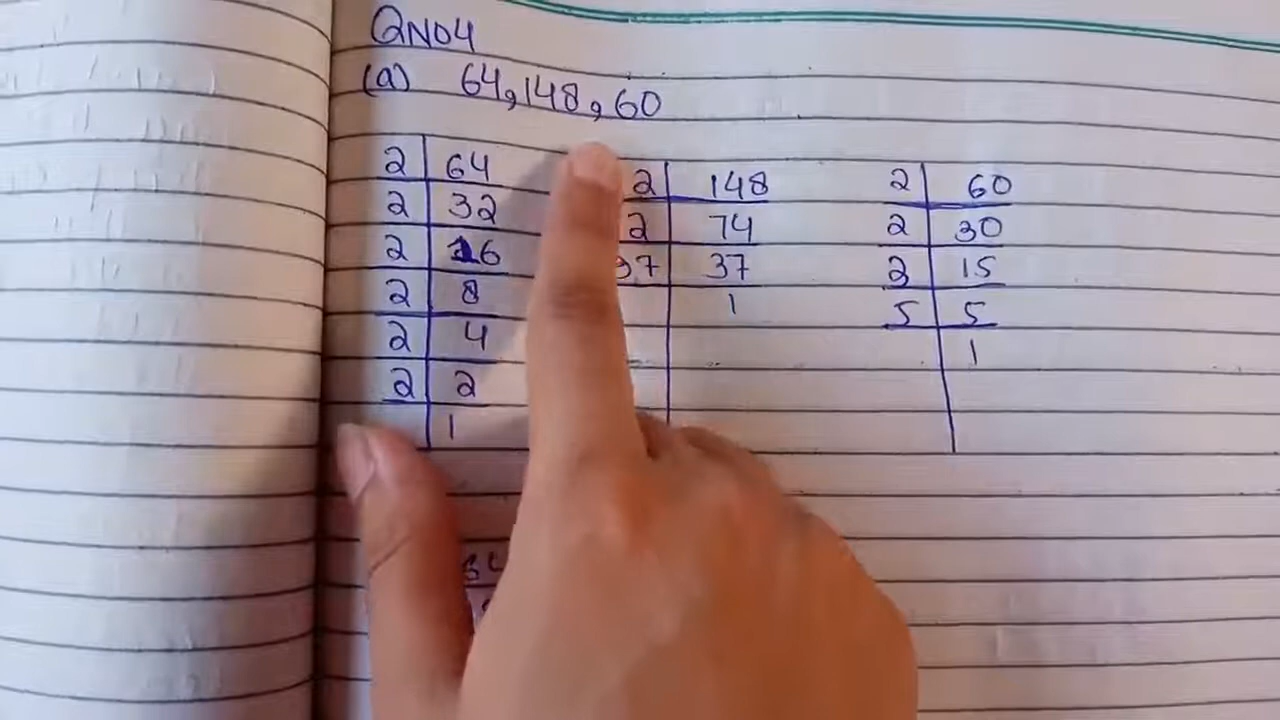 QNo4
(a) 64,148,60
2 64 2 148 2 60
2 32 2 74 2 30
2 16 37 37 2 15
2 8 1 5 5
2 4 1
2 2
1